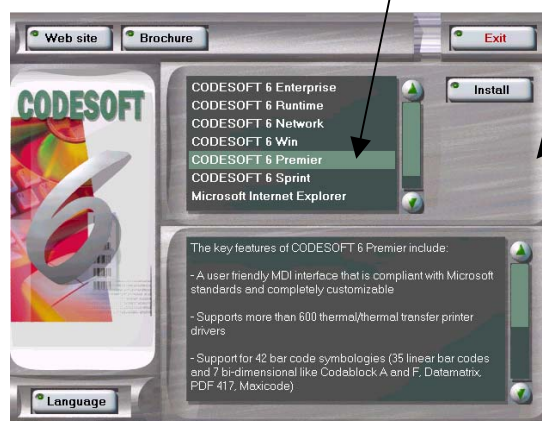 Web site
Brochure
Exit
CODESOFT
6
CODESOFT 6 Enterprise
CODESOFT 6 Runtime
CODESOFT 6 Network
CODESOFT 6 Win
CODESOFT 6 Premier
CODESOFT 6 Sprint
Microsoft Internet Explorer
Install
The key features of CODESOFT 6 Premier include:
- A user friendly MDI interface that is compliant with Microsoft
standards and completely customizable
- Supports more than 600 thermal/thermal transfer printer
drivers
- Support for 42 bar code symbologies (35 linear bar codes
and 7 bi-dimensional like Codablock A and F, Datamatrix,
PDF 417, Maxicode)
Language